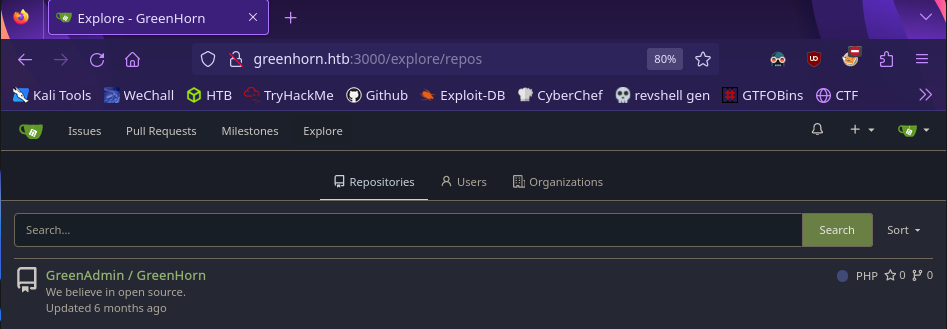 Explore - GreenHorn
greenhorn.htb:3000/explore/repos 80%
Kali Tools WeChall HTB TryHackMe Github Exploit-DB CyberChef revshell gen GTFOBins CTF
Issues Pull Requests Milestones Explore
Repositories Users Organizations
Search... Search Sort
GreenAdmin / GreenHorn PHP 0 0
We believe in open source.
Updated 6 months ago